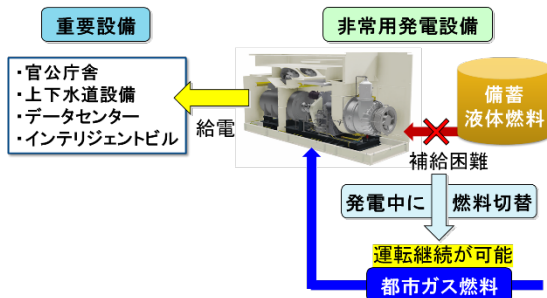 重要設備
非常用発電設備
・官公庁舎
・上下水道設備
・データセンター
・インテリジェントビル
給電
備蓄
液体燃料
補給困難
発電中に
燃料切替
運転継続が可能
都市ガス燃料